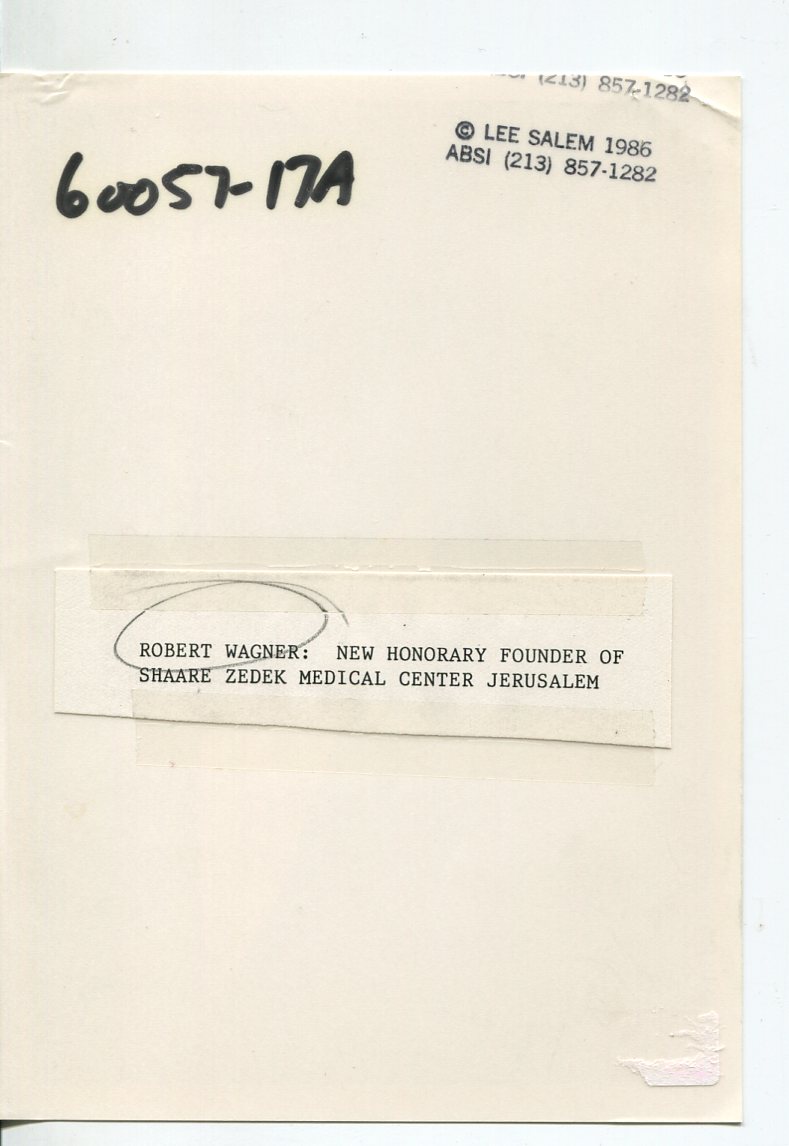 (213) 857-1282
© LEE SALEM 1986
ABSI (213) 857-1282
60057-17A
ROBERT WAGNER: NEW HONORARY FOUNDER OF
SHAARE ZEDEK MEDICAL CENTER JERUSALEM